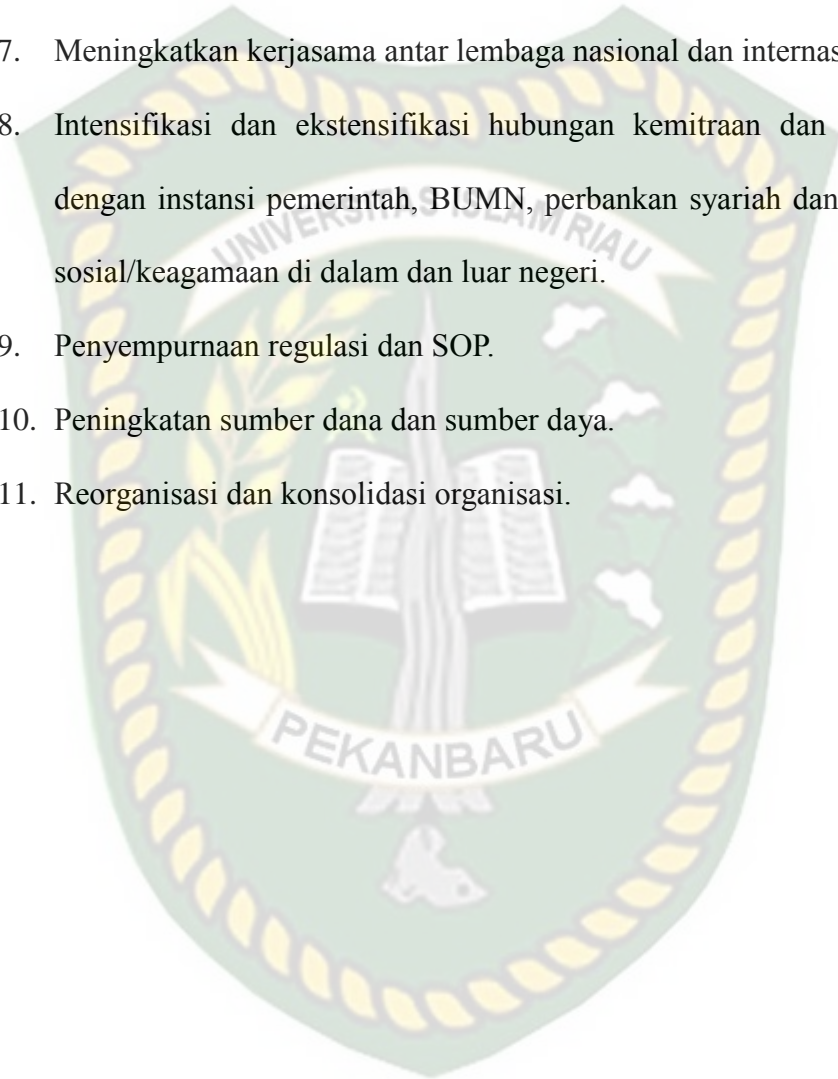 7. Meningkatkan kerjasama antar lembaga nasional dan internas
8. Intensifikasi dan ekstensifikasi hubungan kemitraan dan
dengan instansi pemerintah, BUMN, perbankan syariah dan
sosial/keagamaan di dalam dan luar negeri.
9. Penyempurnaan regulasi dan SOP.
10. Peningkatan sumber dana dan sumber daya.
11. Reorganisasi dan konsolidasi organisasi.
UNIVERSITAS ISLAM RIAU
PEKANBARU